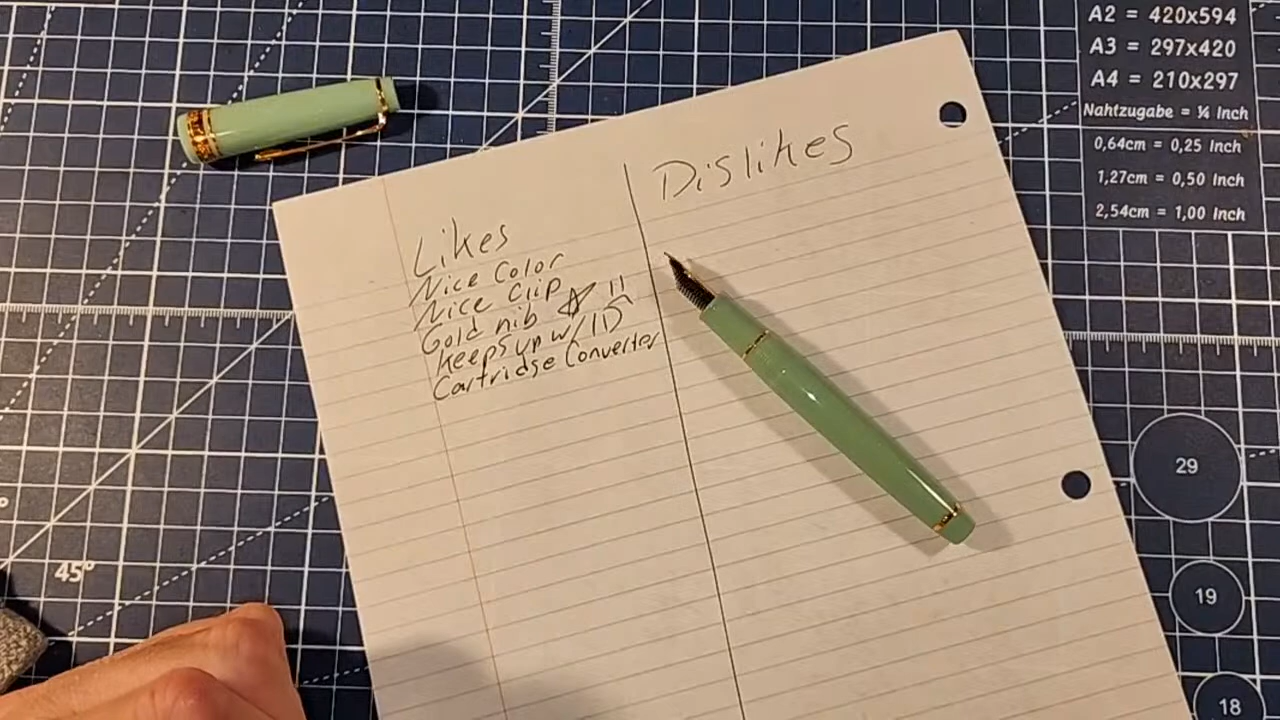 A2 = 420x594
A3 = 297x420
A4 = 210x297
Nahtzugabe = ¼ Inch
0,64cm = 0,25 Inch
1,27cm = 0,50 Inch
2,54cm = 1,00 Inch
Dislikes
Likes
Nice Color
Nice Clip
Gold nib
keeps up w/
Cartridge Converter
29
19
18
45°